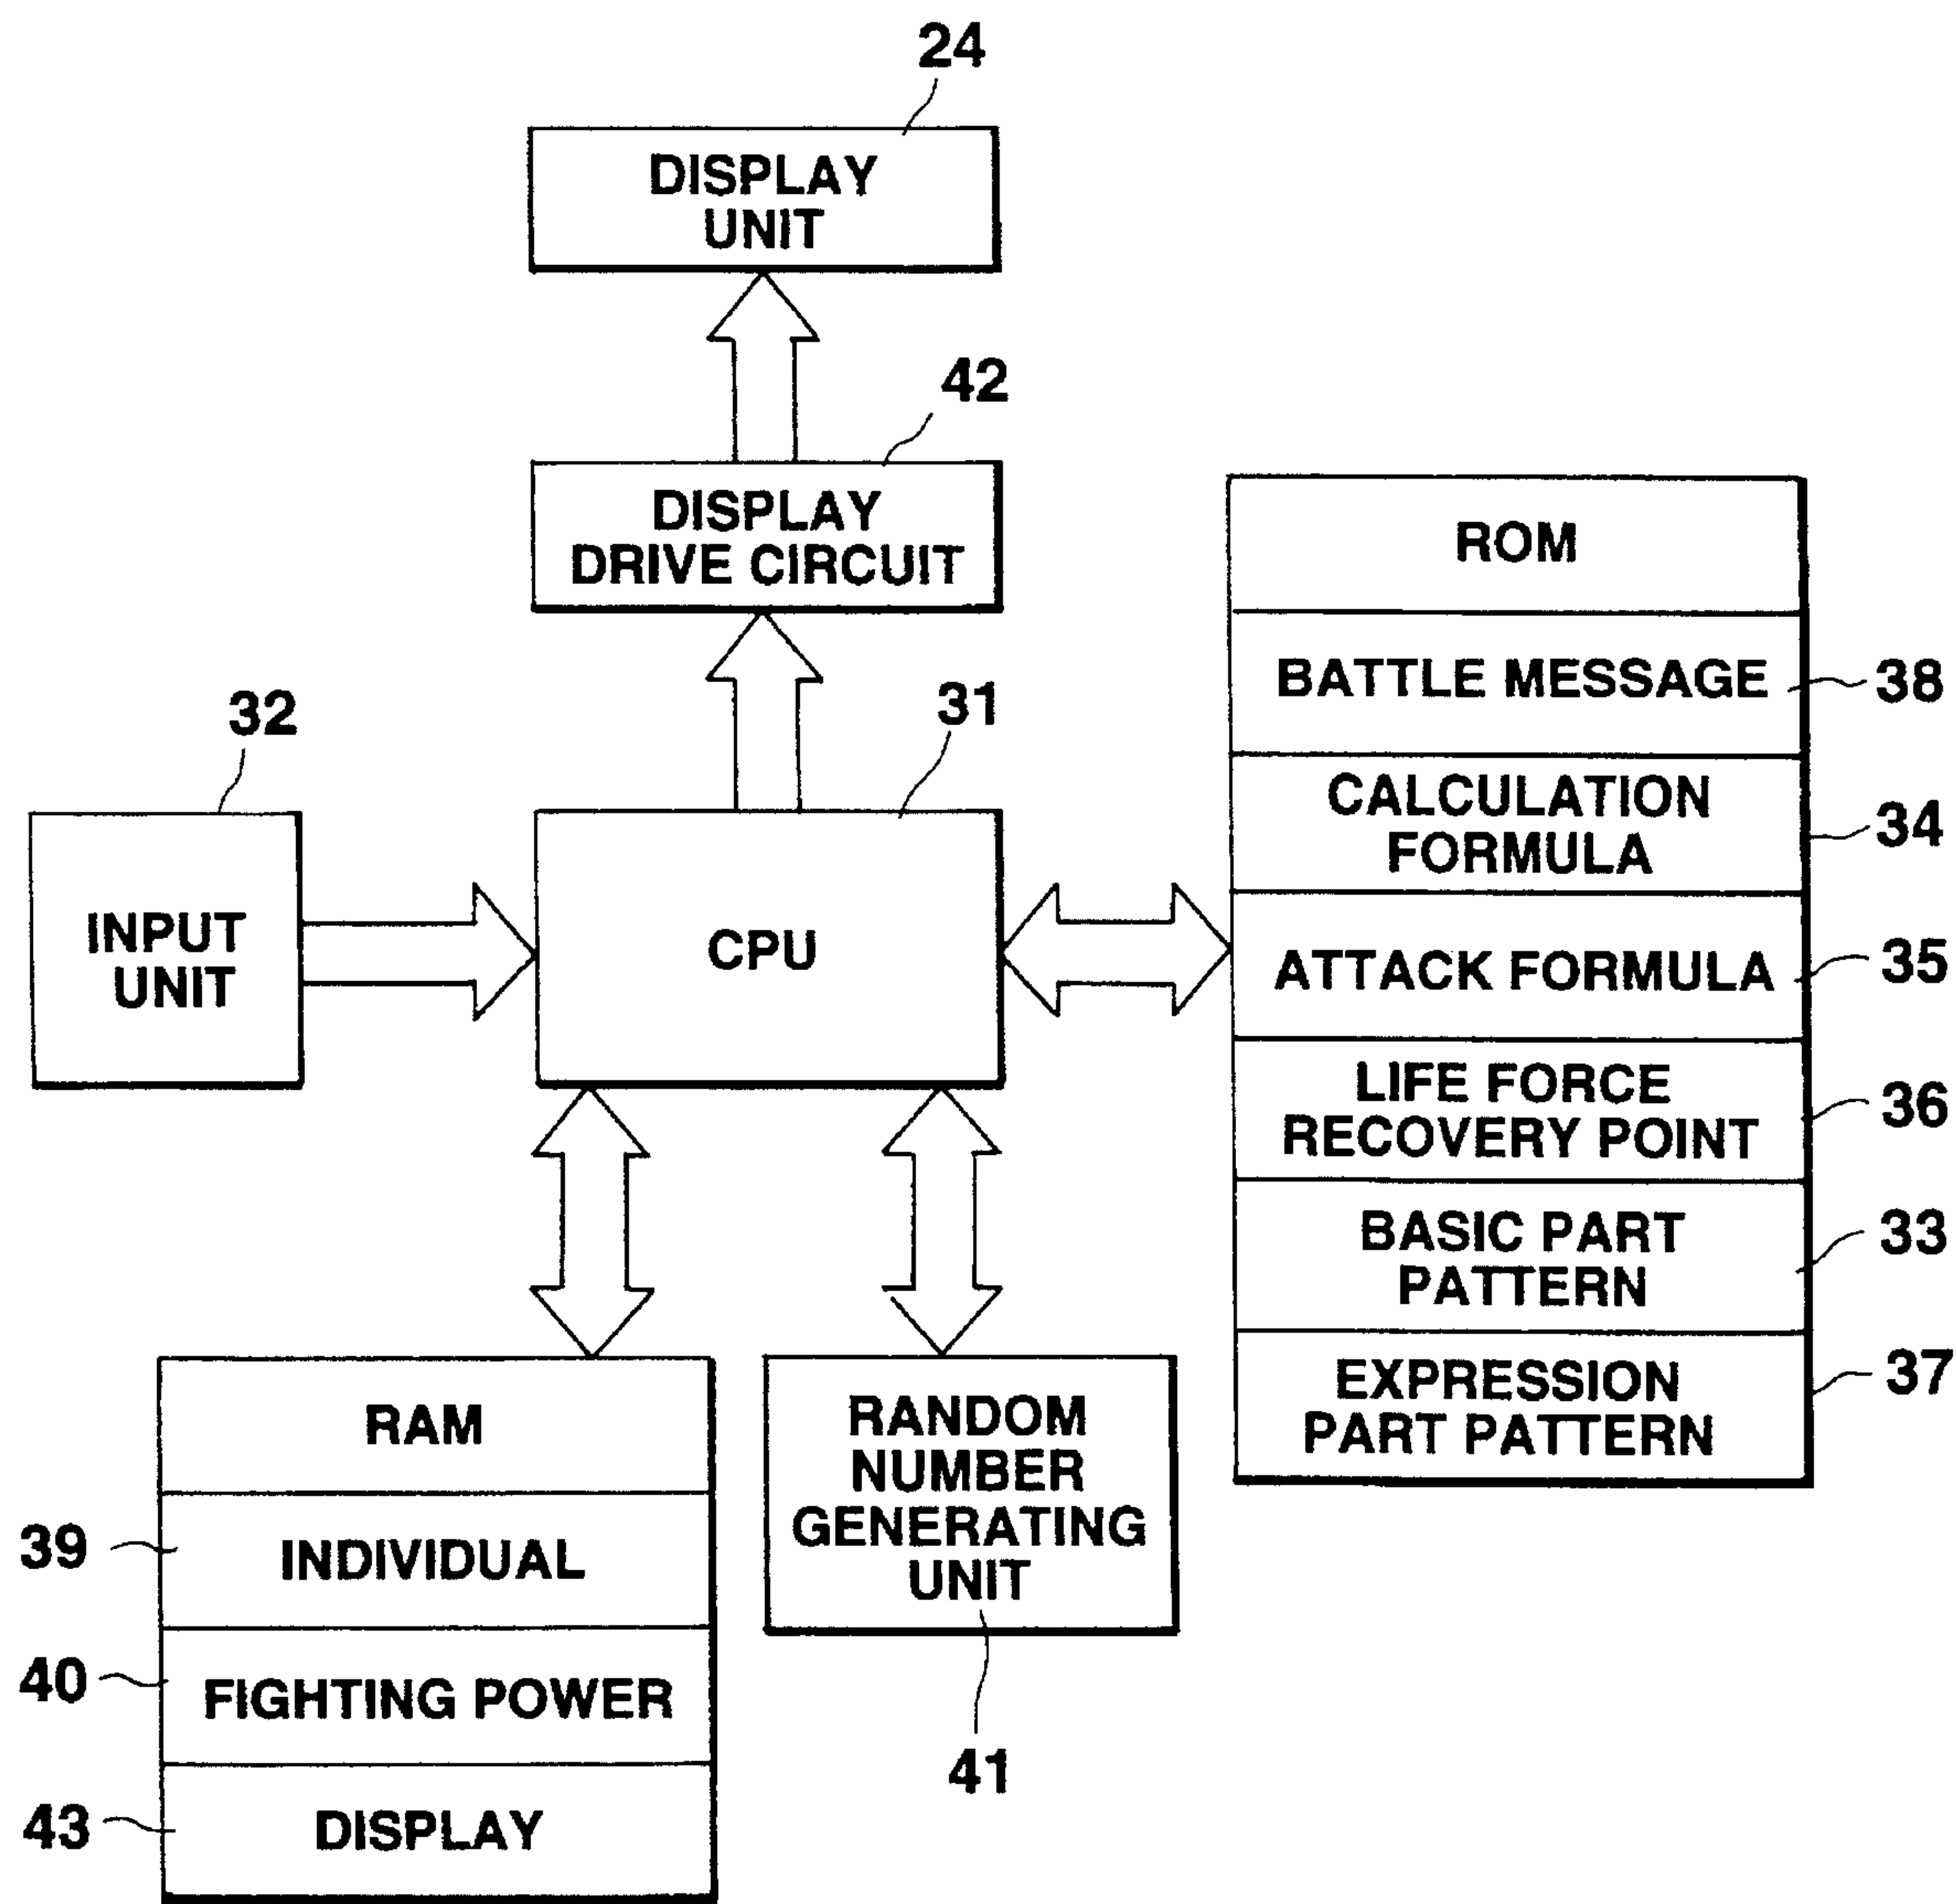 24
DISPLAY
UNIT
42
DISPLAY
DRIVE CIRCUIT
32
31
INPUT
UNIT
CPU
ROM
BATTLE MESSAGE
38
CALCULATION
FORMULA
34
ATTACK FORMULA
35
LIFE FORCE
RECOVERY POINT
36
BASIC PART
PATTERN
33
EXPRESSION
PART PATTERN
37
RAM
39
INDIVIDUAL
40
FIGHTING POWER
43
DISPLAY
RANDOM
NUMBER
GENERATING
UNIT
41